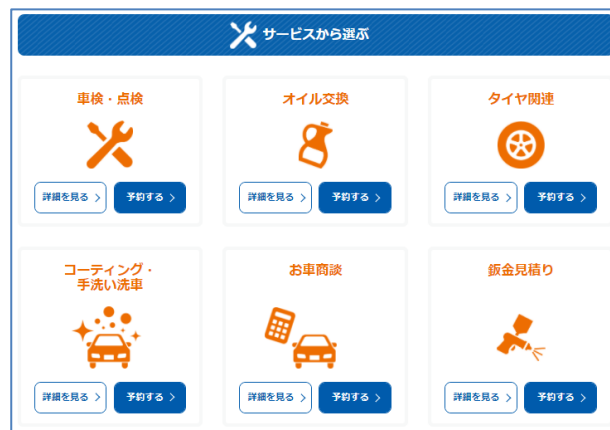 サービスから選ぶ
車検・点検
オイル交換
タイヤ関連
詳細を見る 予約する
詳細を見る 予約する
詳細を見る 予約する
コーティング・
手洗い洗車
お車商談
鈑金見積り
詳細を見る 予約する
詳細を見る 予約する
詳細を見る 予約する